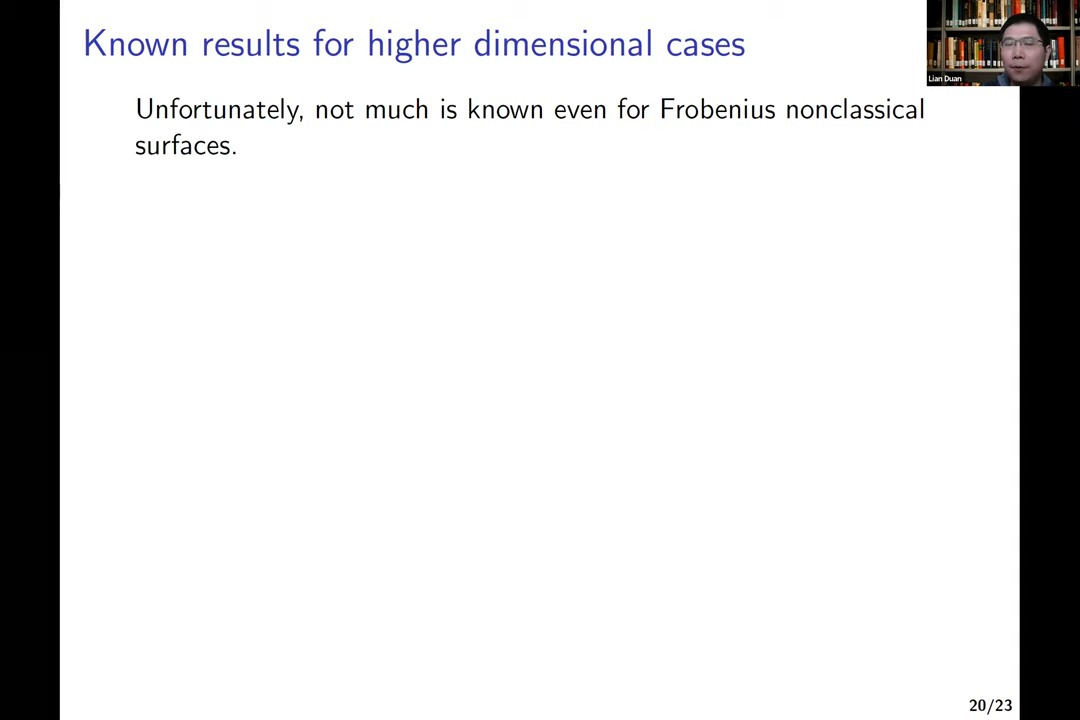 Known results for higher dimensional cases
Lian Duan
Unfortunately, not much is known even for Frobenius nonclassical
surfaces.
20/23